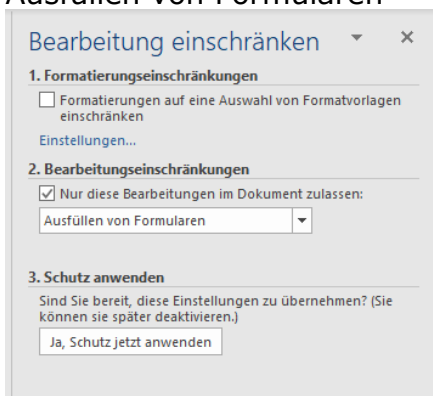 Ausfüllen von Formularen
Bearbeitung einschränken
1. Formatierungseinschränkungen
Formatierungen auf eine Auswahl von Formatvorlagen
einschränken
Einstellungen...
2. Bearbeitungseinschränkungen
Nur diese Bearbeitungen im Dokument zulassen:
Ausfüllen von Formularen
3. Schutz anwenden
Sind Sie bereit, diese Einstellungen zu übernehmen? (Sie
können sie später deaktivieren.)
Ja, Schutz jetzt anwenden